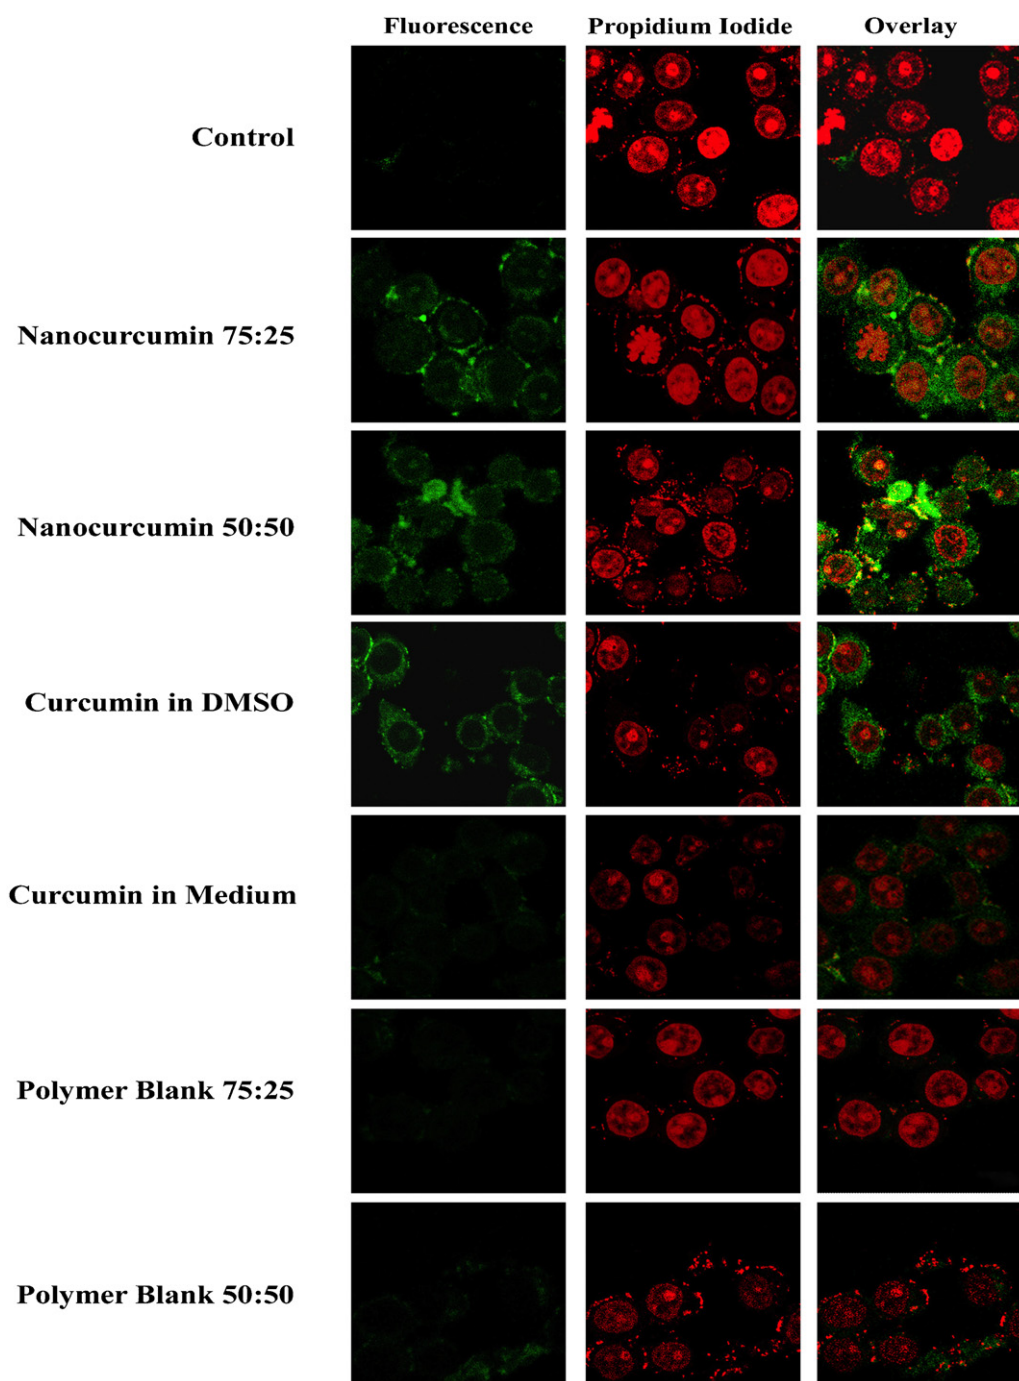 Fluorescence Propidium Iodide Overlay
Control
Nanocurcumin 75:25
Nanocurcumin 50:50
Curcumin in DMSO
Curcumin in Medium
Polymer Blank 75:25
Polymer Blank 50:50